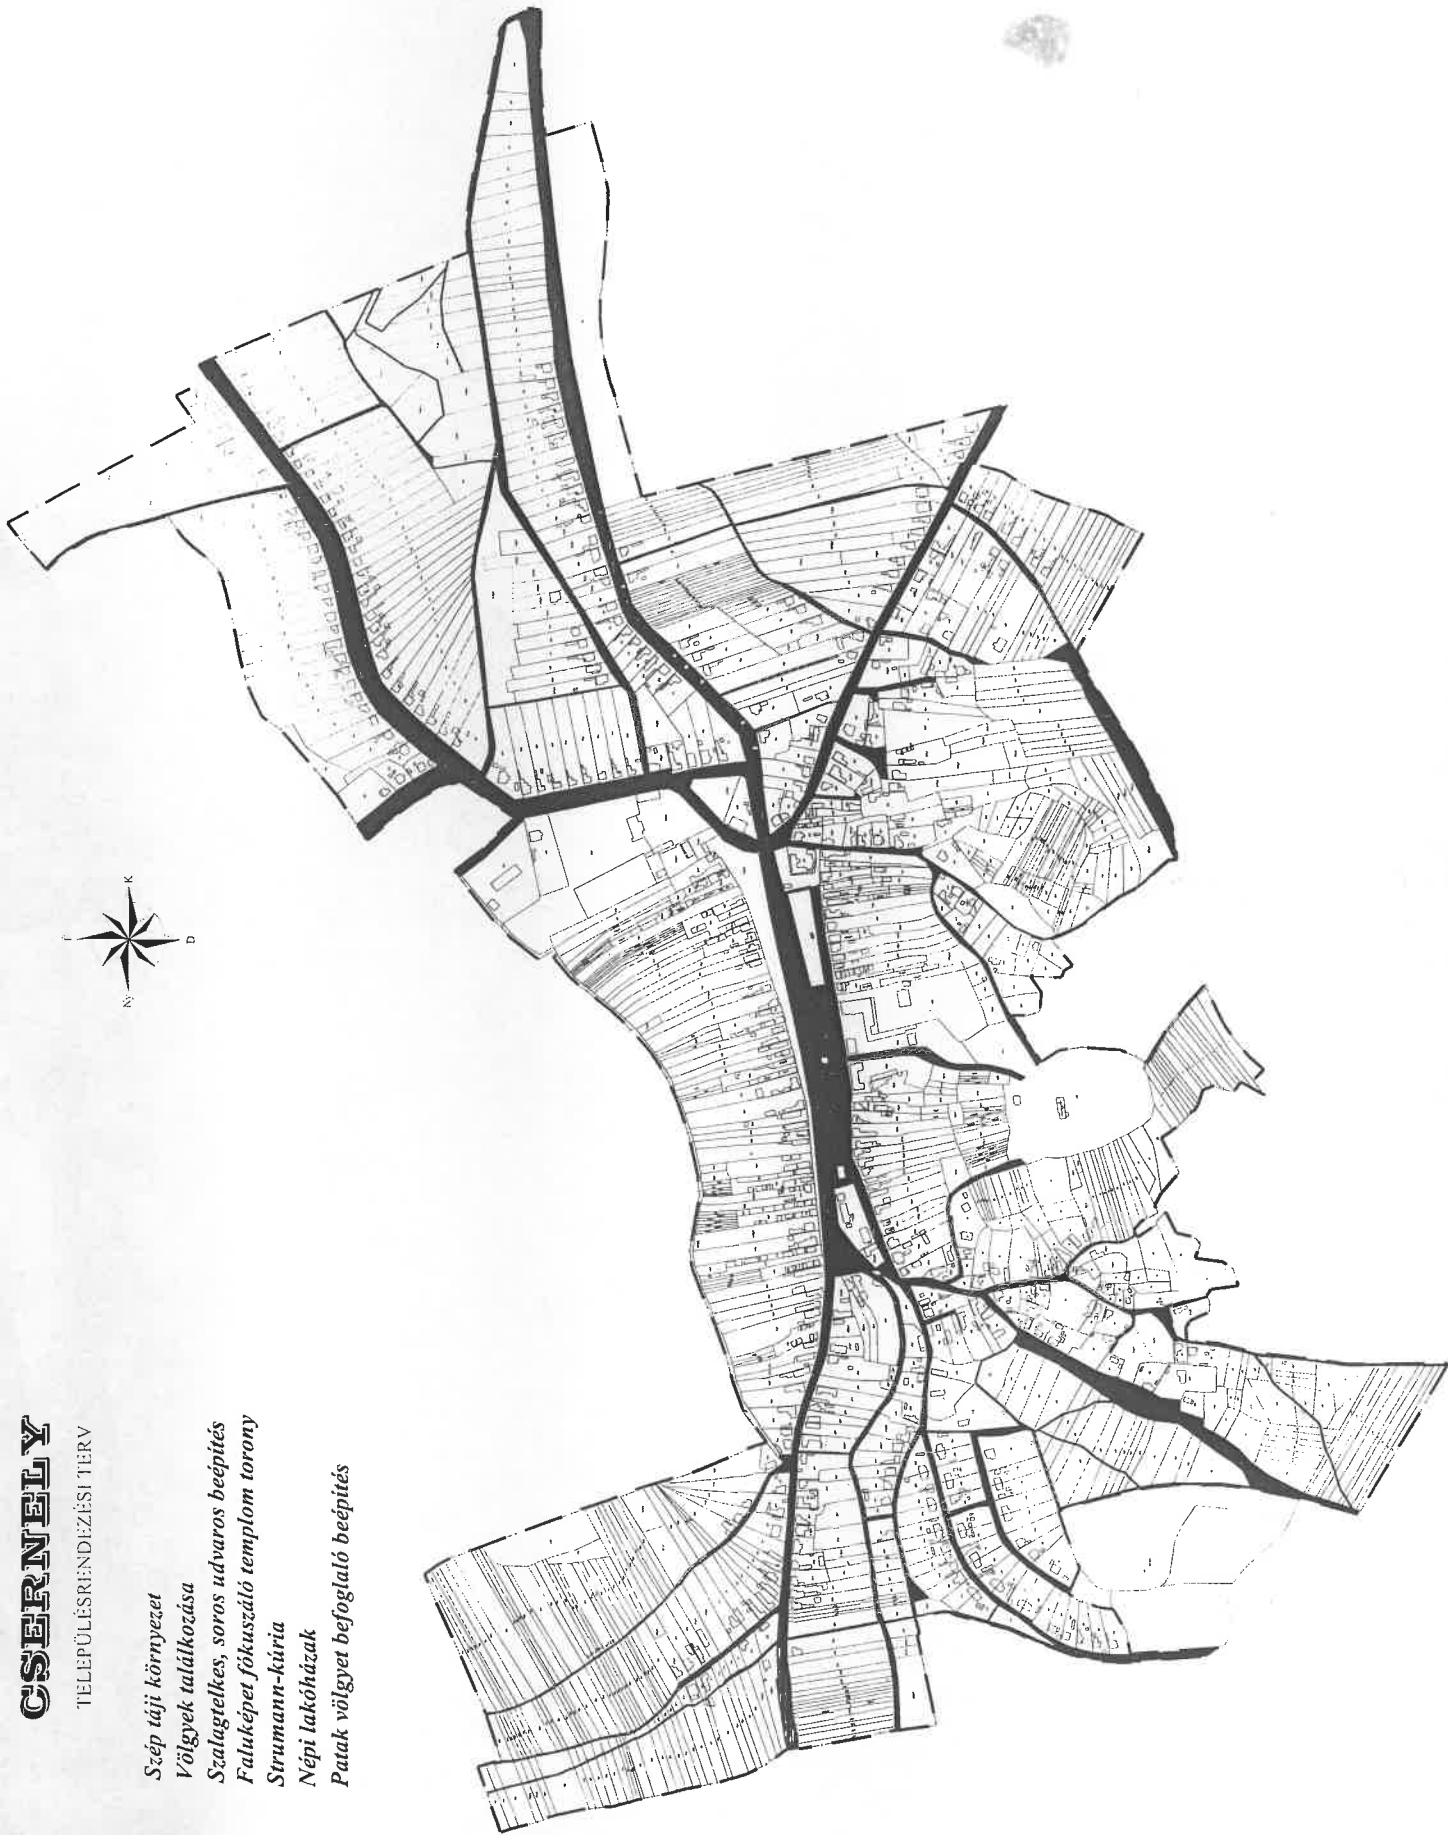 CSERNELY
TELEPÜLÉSRENDEZÉSI TERV
Szép táji környezet
Völgyek találkozása
Szalagtelkes, soros udvaros beépítés
Faluképet fókuszáló templom torony
Strumann-kúria
Népi lakóházak
Patak völgyet befoglaló beépítés
Ny
K
D